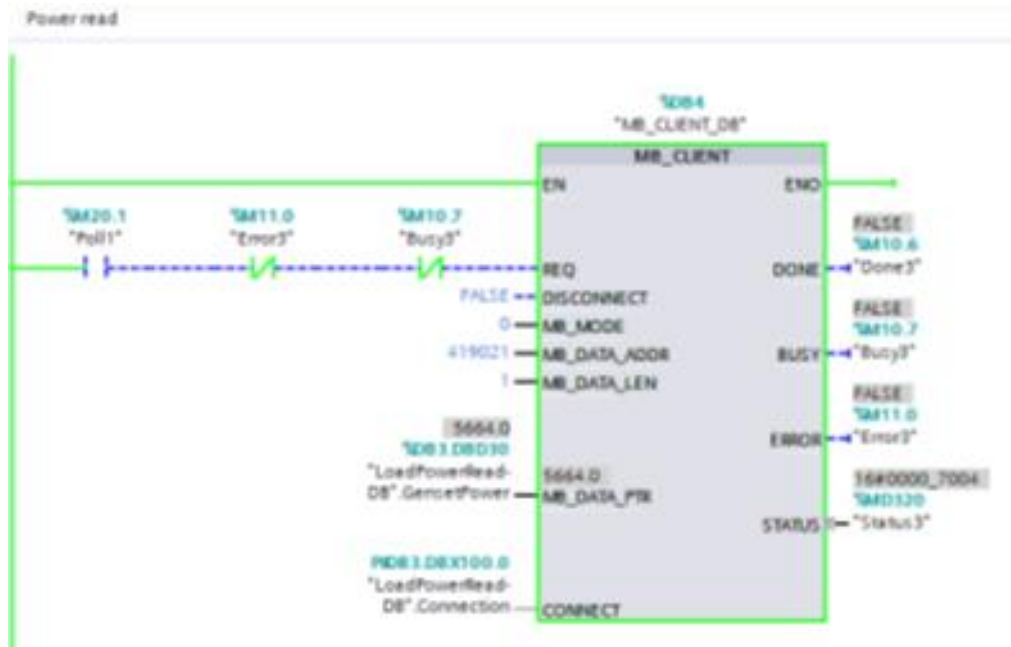 Power read
%DB4
"MB_CLIENT_DB"
MB_CLIENT
EN
ENO
%M20.1
"Poll1"
%M11.0
"Error3"
%M10.7
"Busy3"
REQ
FALSE
DISCONNECT
0
MB_MODE
419021
MB_DATA_ADDR
1
MB_DATA_LEN
5664.0
%DB3.DBD30
"LoadPowerRead-
DB".GensetPower
5664.0
MB_DATA_PTR
P#DB3.DBX100.0
"LoadPowerRead-
DB".Connection
CONNECT
FALSE
%M10.6
DONE
"Done3"
FALSE
%M10.7
BUSY
"Busy3"
FALSE
%M11.0
ERROR
"Error3"
16#0000_7004
%MD320
STATUS
"Status3"